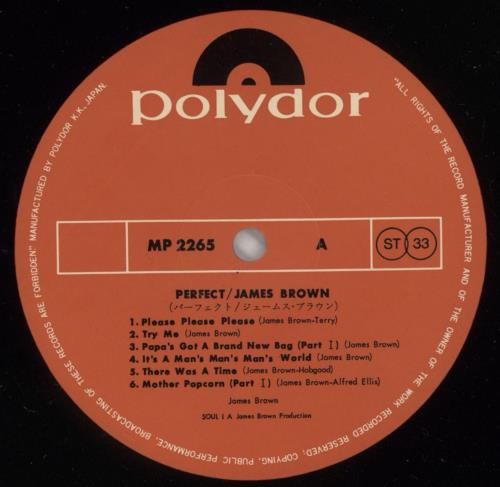 polydor
MP 2265 A ST 33
PERFECT/JAMES BROWN
(パーフェクト/ジェームス・ブラウン)
1. Please Please Please (James Brown-Terry)
2. Try Me (James Brown)
3. Papa's Got A Brand New Bag (Part I) (James Brown)
4. It's A Man's Man's Man's World (James Brown)
5. There Was A Time (James Brown-Hobgood)
6. Mother Popcorn (Part I) (James Brown-Alfred Ellis)
James Brown
SOUL I A James Brown Production
"ALL RIGHTS OF THE RECORD MANUFACTURER AND OF THE OWNER OF THE WORK RECORDED RESERVED, COPYING, PUBLIC PERFORMANCE, BROADCASTING OF THESE RECORDS ARE FORBIDDEN" MANUFACTURED BY POLYDOR K.K., JAPAN.